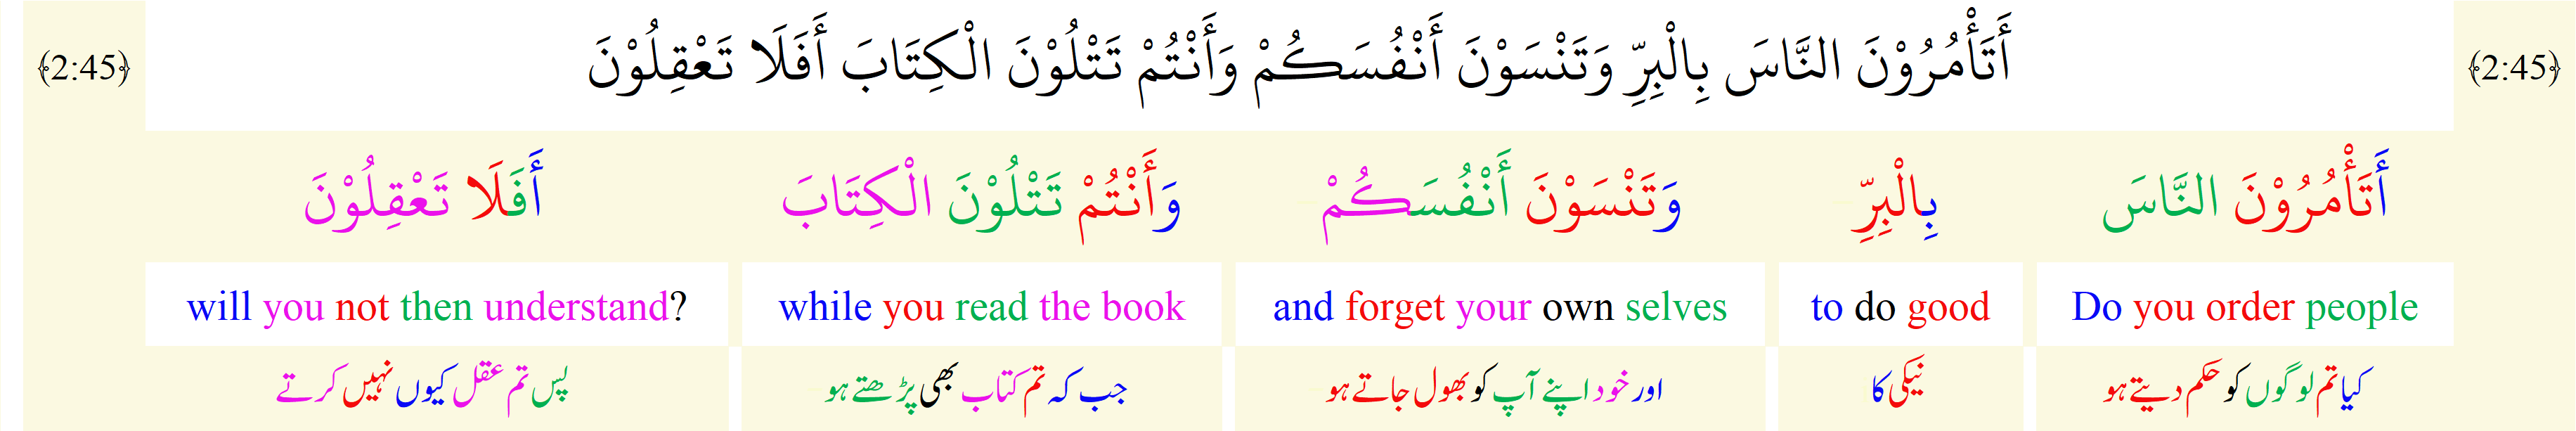 ﴿2:45﴾ أَتَأْمُرُوْنَ النَّاسَ بِالْبِرِّ وَتَنْسَوْنَ أَنْفُسَكُمْ وَأَنْتُمْ تَتْلُوْنَ الْكِتَابَ أَفَلَا تَعْقِلُوْنَ ﴿2:45﴾
أَتَأْمُرُوْنَ النَّاسَ بِالْبِرِّ وَتَنْسَوْنَ أَنْفُسَكُمْ وَأَنْتُمْ تَتْلُوْنَ الْكِتَابَ أَفَلَا تَعْقِلُوْنَ
Do you order people to do good and forget your own selves while you read the book will you not then understand?
کیا تم لوگوں کو حکم دیتے ہو نیکی کا اور خود اپنے آپ کو بھول جاتے ہو جب کہ تم کتاب بھی پڑھتے ہو پس تم عقل کیوں نہیں کرتے